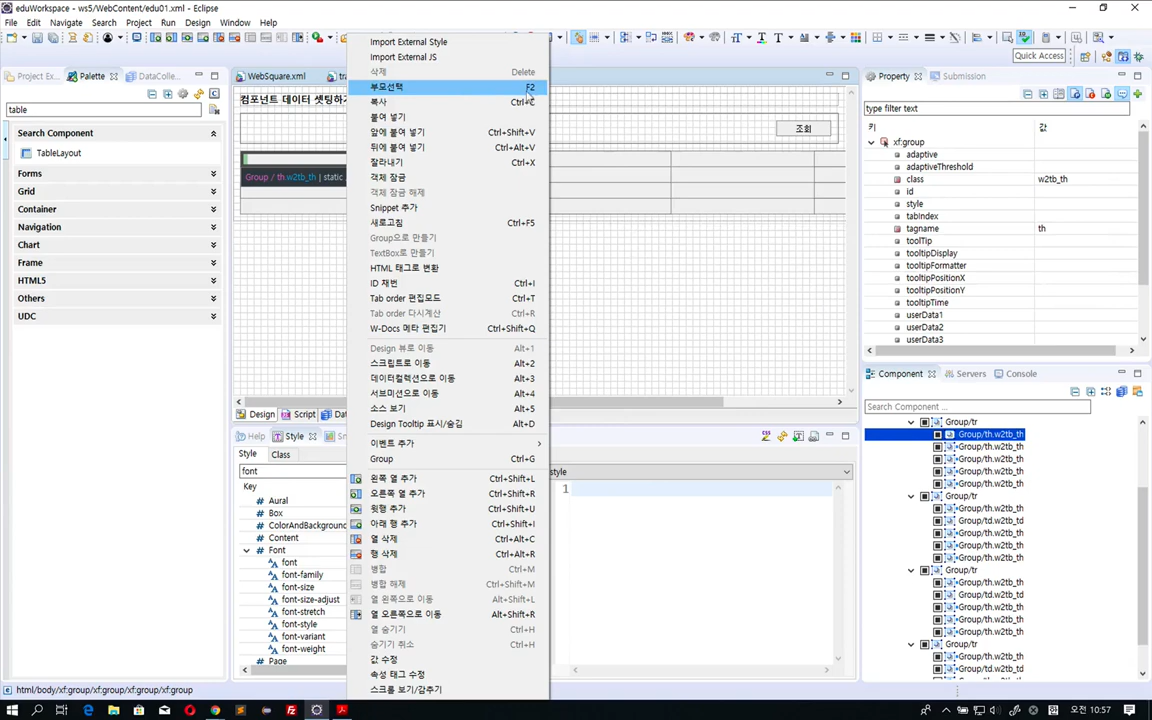 eduWorkspace - ws5/WebContent/edu01.xml - Eclipse
File Edit Navigate Search Project Run Design Window Help
Quick Access
Project Ex... Palette DataCollec...
table
Search Component
TableLayout
Forms
Grid
Container
Navigation
Chart
Frame
HTML5
Others
UDC
WebSquare.xml
컴포넌트 데이터 셋팅하기
조회
Group / th.w2tb_th | static
Design Script
Help Style
Style Class
font
Key
Aural
Box
ColorAndBackground
Content
Font
font
font-family
font-size
font-size-adjust
font-stretch
font-style
font-variant
font-weight
Page
Import External Style
Import External JS
삭제 Delete
부모선택 F2
복사 Ctrl+C
붙여 넣기
앞에 붙여 넣기 Ctrl+Shift+V
뒤에 붙여 넣기 Ctrl+Alt+V
잘라내기 Ctrl+X
객체 잠금
객체 잠금 해제
Snippet 추가
새로고침 Ctrl+F5
Group으로 만들기
TextBox로 만들기
HTML 태그로 변환
ID 채번 Ctrl+I
Tab order 편집모드 Ctrl+T
Tab order 다시계산 Ctrl+R
W-Docs 메타 편집기 Ctrl+Shift+Q
Design 뷰로 이동 Alt+1
스크립트로 이동 Alt+2
데이터컬렉션으로 이동 Alt+3
서브미션으로 이동 Alt+4
소스 보기 Alt+5
Design Tooltip 표시/숨김 Alt+D
이벤트 추가
Group Ctrl+G
왼쪽 열 추가 Ctrl+Shift+L
오른쪽 열 추가 Ctrl+Shift+R
윗행 추가 Ctrl+Shift+U
아래 행 추가 Ctrl+Shift+I
열 삭제 Ctrl+Alt+C
행 삭제 Ctrl+Alt+R
병합 Ctrl+M
병합 해제 Ctrl+Shift+M
열 왼쪽으로 이동 Alt+Shift+L
열 오른쪽으로 이동 Alt+Shift+R
열 숨기기 Ctrl+H
숨기기 취소 Ctrl+H
값 수정
속성 태그 수정
스크롤 보기/감추기
style
1
Property Submission
type filter text
키 값
xf:group
adaptive
adaptiveThreshold
class w2tb_th
id
style
tabIndex
tagname th
toolTip
tooltipDisplay
tooltipFormatter
tooltipPositionX
tooltipPositionY
tooltipTime
userData1
userData2
userData3
Component Servers Console
Search Component
Group/tr
Group/th.w2tb_th
Group/th.w2tb_th
Group/th.w2tb_th
Group/th.w2tb_th
Group/th.w2tb_th
Group/tr
Group/th.w2tb_th
Group/td.w2tb_td
Group/th.w2tb_th
Group/th.w2tb_th
Group/th.w2tb_th
Group/tr
Group/th.w2tb_th
Group/td.w2tb_td
Group/th.w2tb_th
Group/th.w2tb_th
Group/th.w2tb_th
Group/tr
Group/th.w2tb_th
Group/td.w2tb_td
html/body/xf:group/xf:group/xf:group/xf:group
오전 10:57